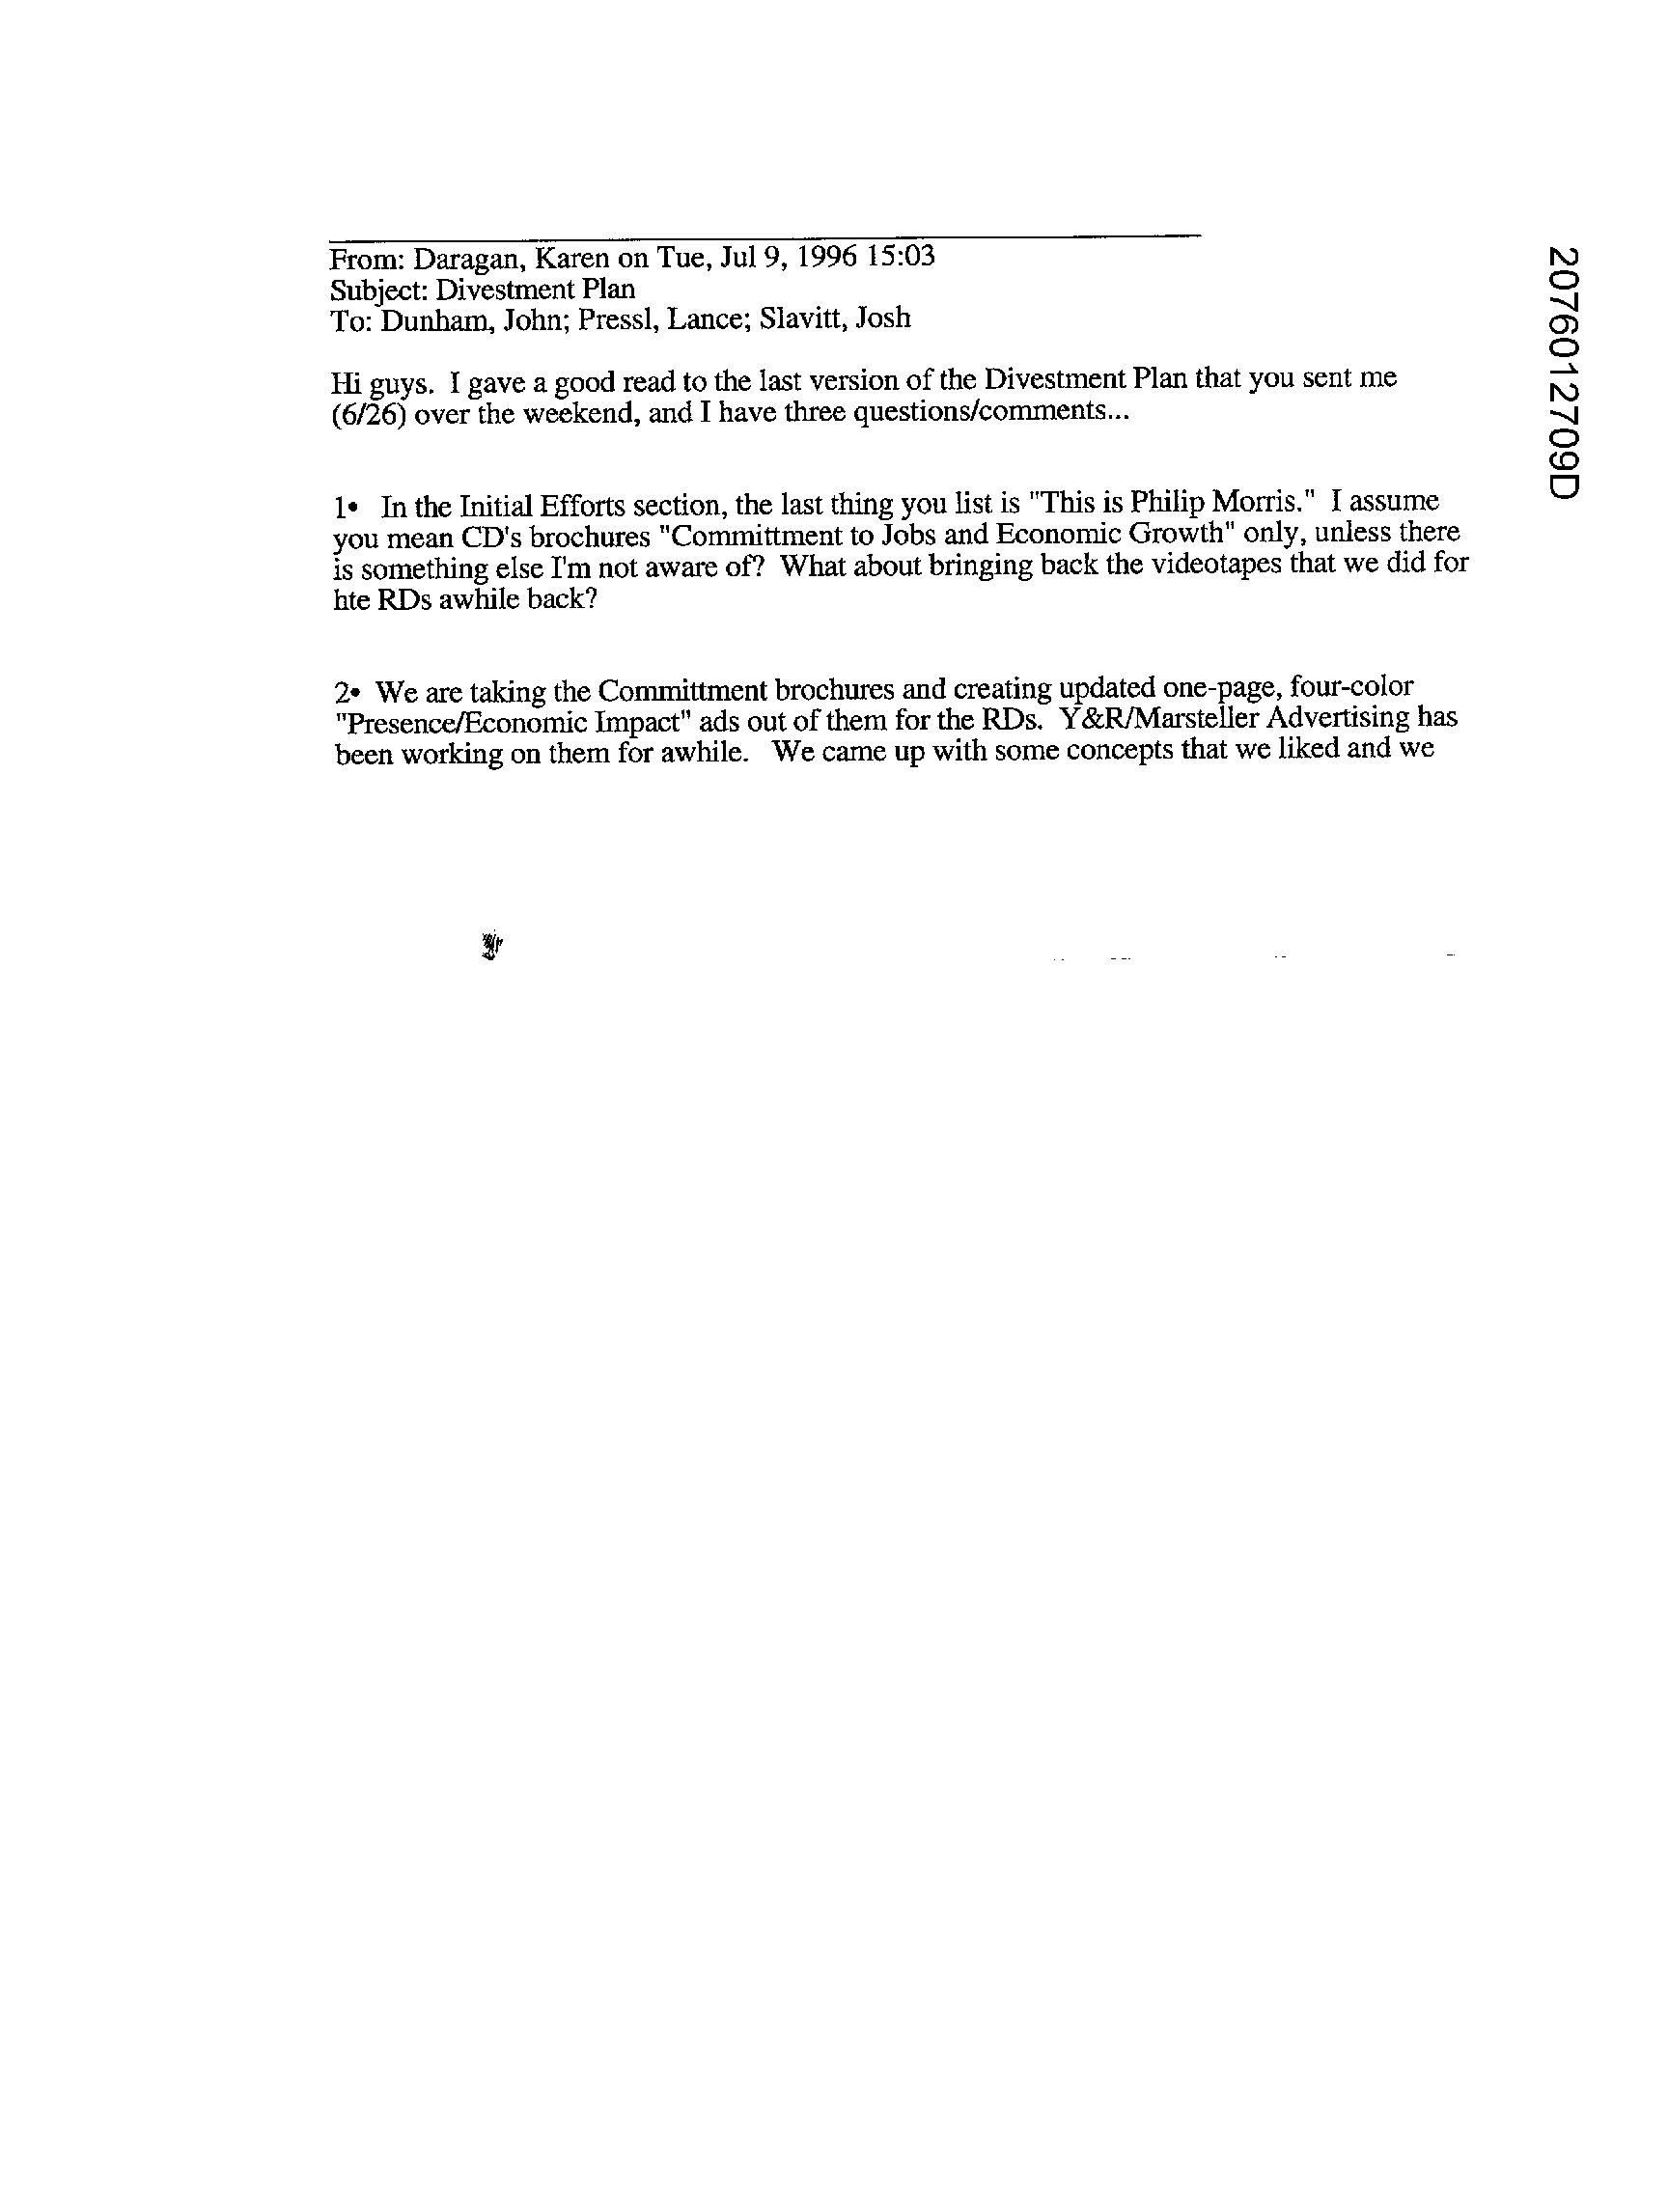 From: Daragan, Karen on Tue, Jul 9, 1996 15:03
Subject: Divestment Plan
To: Dunham, John; Pressl, Lance; Slavitt, Josh
Hi guys. I gave a good read to the last version of the Divestment Plan that you sent me
(6/26) over the weekend, and I have three questions/comments...
1• In the Initial Efforts section, the last thing you list is "This is Philip Morris." I assume
you mean CD's brochures "Committment to Jobs and Economic Growth" only, unless there
is something else I'm not aware of? What about bringing back the videotapes that we did for
hte RDs awhile back?
2• We are taking the Committment brochures and creating updated one-page, four-color
"Presence/Economic Impact" ads out of them for the RDs. Y&R/Marsteller Advertising has
been working on them for awhile. We came up with some concepts that we liked and we
2076012709D